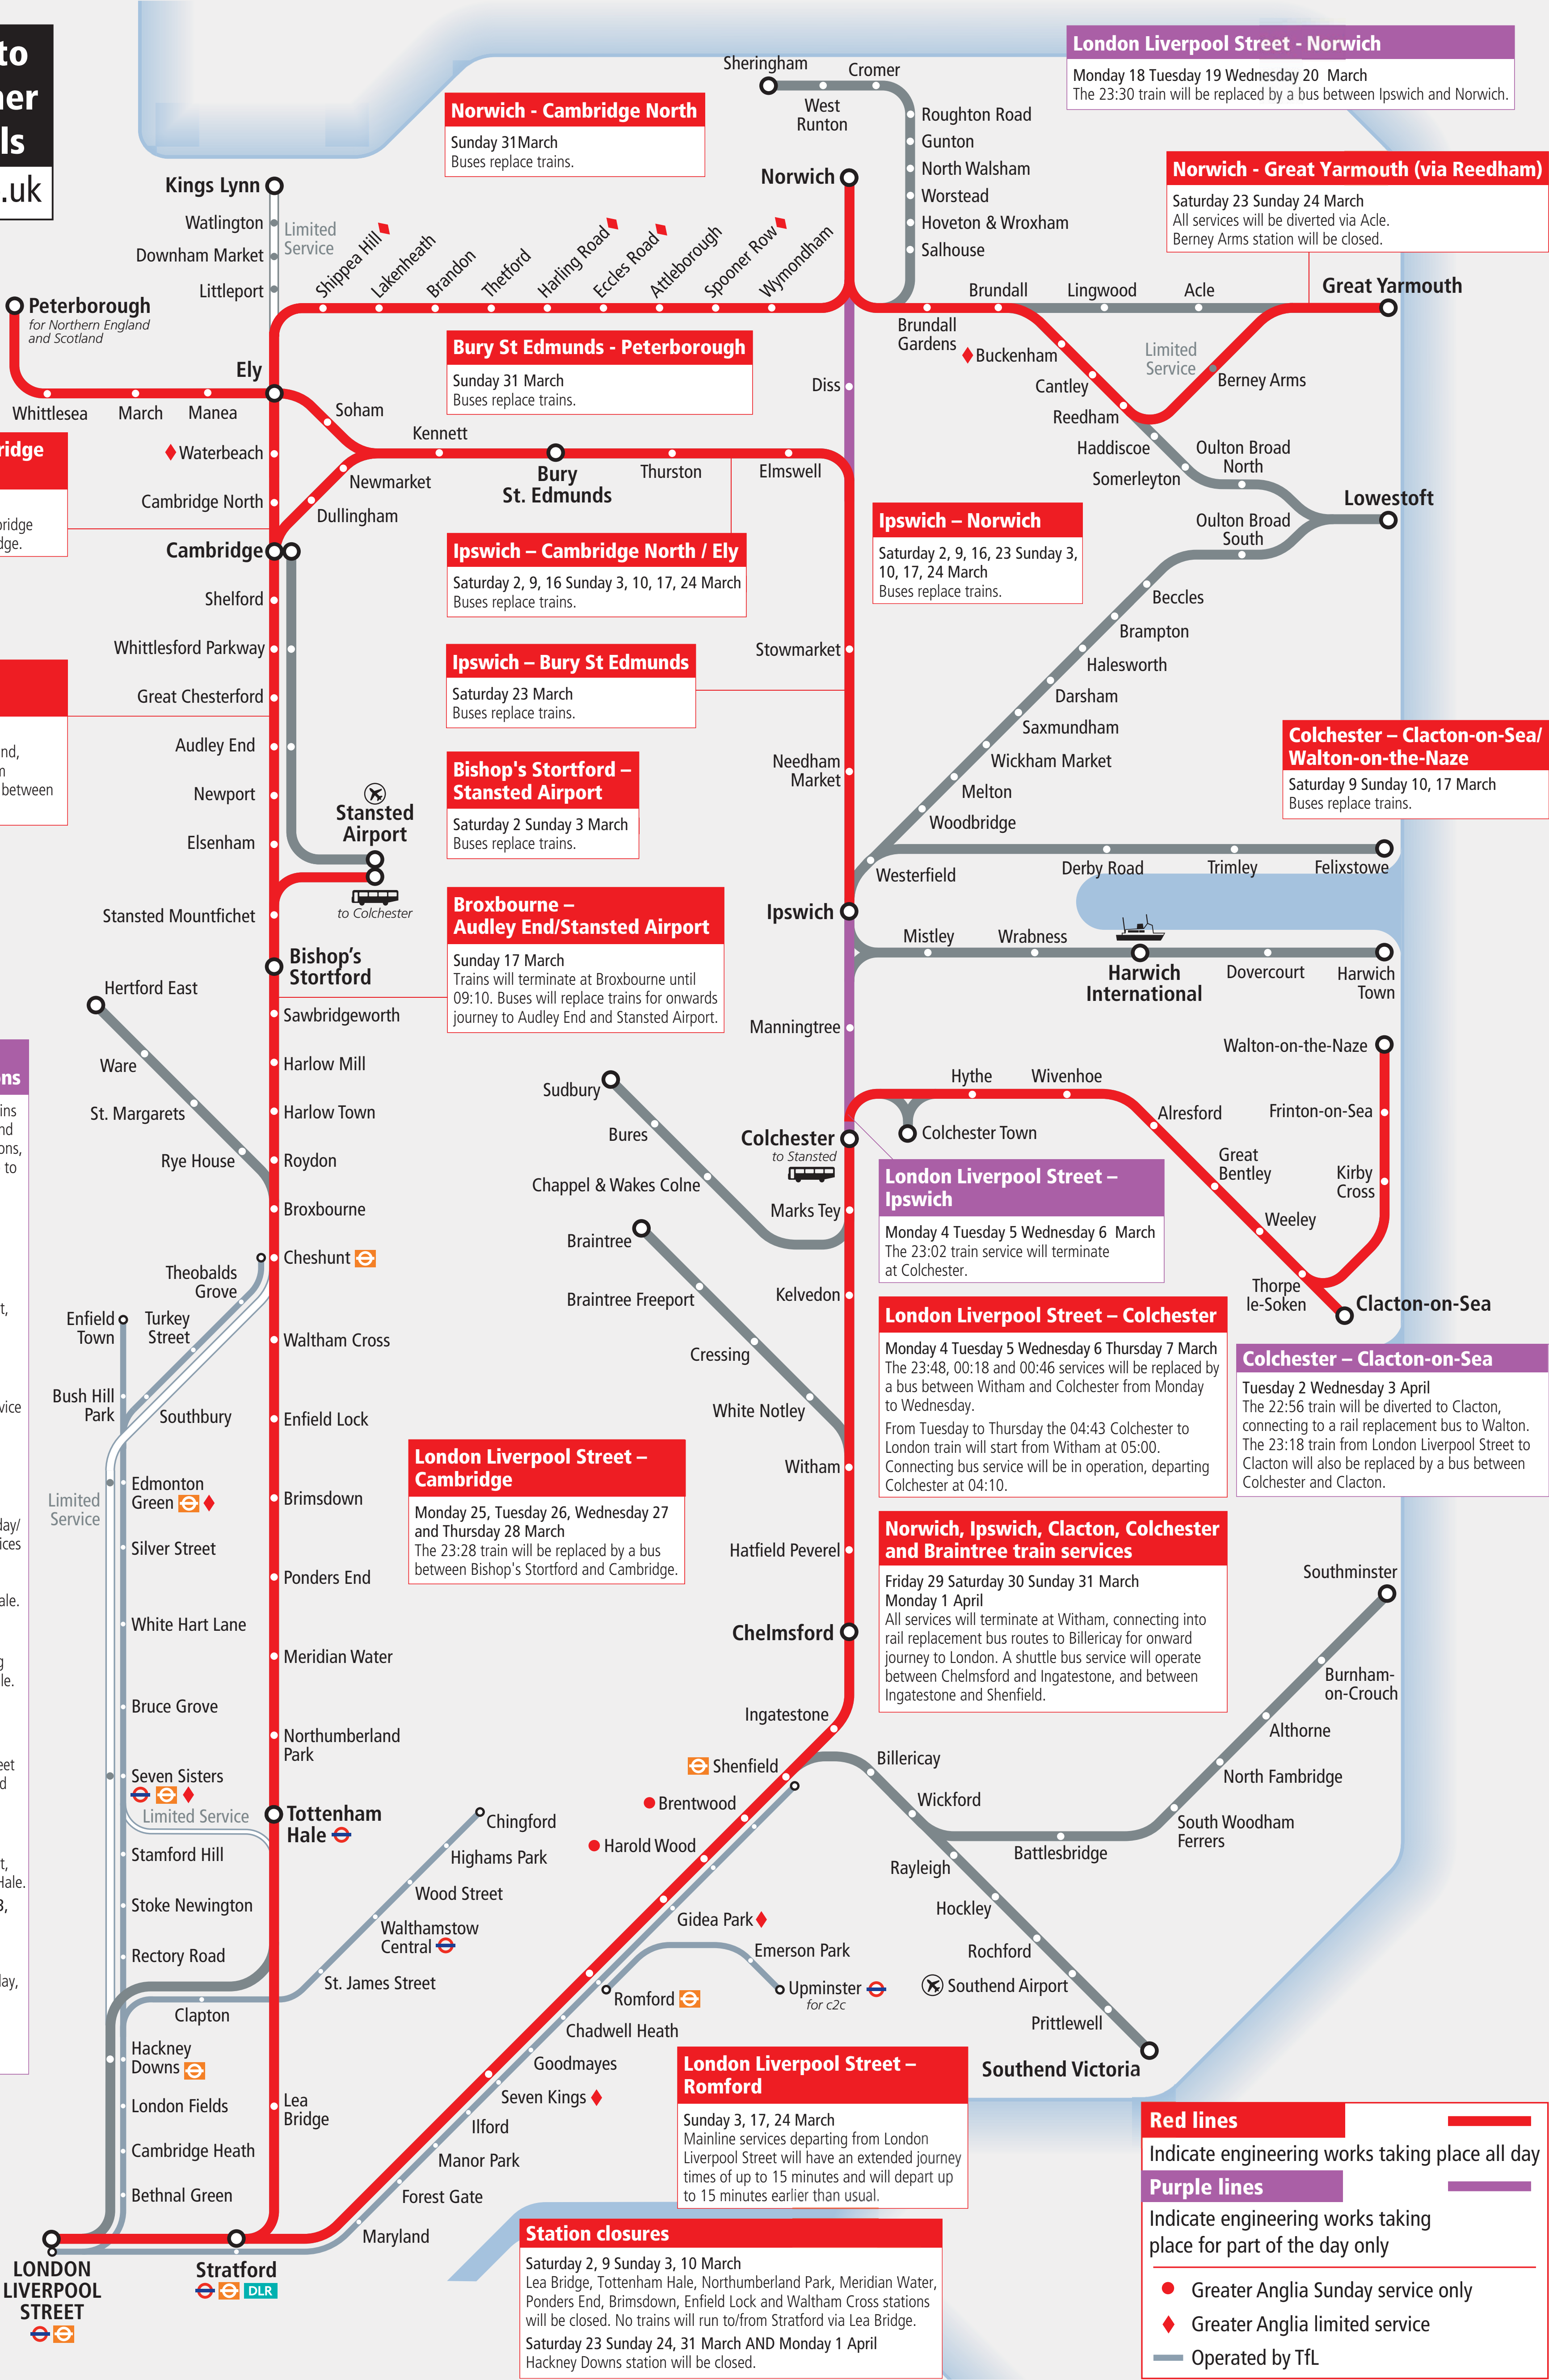 to
ner
ls
.uk
London Liverpool Street - Norwich
Monday 18 Tuesday 19 Wednesday 20 March
The 23:30 train will be replaced by a bus between Ipswich and Norwich.
Norwich - Cambridge North
Sunday 31March
Buses replace trains.
Sheringham
Cromer
West
Runton
Roughton Road
Gunton
North Walsham
Worstead
Hoveton & Wroxham
Salhouse
Norwich - Great Yarmouth (via Reedham)
Saturday 23 Sunday 24 March
All services will be diverted via Acle.
Berney Arms station will be closed.
Kings Lynn
Watlington
Downham Market
Littleport
Limited
Service
Norwich
Shippea Hill
Lakenheath
Brandon
Thetford
Harling Road
Eccles Road
Attleborough
Spooner Row
Wymondham
Brundall
Gardens
Brundall
Lingwood
Acle
Great Yarmouth
Buckenham
Cantley
Reedham
Limited
Service
Berney Arms
Haddiscoe
Somerleyton
Oulton Broad
North
Oulton Broad
South
Lowestoft
Peterborough
for Northern England
and Scotland
Whittlesea
March
Manea
Ely
Bury St Edmunds - Peterborough
Sunday 31 March
Buses replace trains.
Diss
Soham
Kennett
Newmarket
Dullingham
Bury
St. Edmunds
Thurston
Elmswell
ridge
bridge
dge.
Waterbeach
Cambridge North
Cambridge
Ipswich – Cambridge North / Ely
Saturday 2, 9, 16 Sunday 3, 10, 17, 24 March
Buses replace trains.
Ipswich – Norwich
Saturday 2, 9, 16, 23 Sunday 3,
10, 17, 24 March
Buses replace trains.
Beccles
Brampton
Halesworth
Darsham
Saxmundham
Wickham Market
Melton
Woodbridge
Westerfield
Shelford
Whittlesford Parkway
Great Chesterford
Audley End
Newport
Elsenham
Stansted Mountfichet
nd,
between
Ipswich – Bury St Edmunds
Saturday 23 March
Buses replace trains.
Stowmarket
Needham
Market
Bishop's Stortford –
Stansted Airport
Saturday 2 Sunday 3 March
Buses replace trains.
Stansted
Airport
to Colchester
Colchester – Clacton-on-Sea/
Walton-on-the-Naze
Saturday 9 Sunday 10, 17 March
Buses replace trains.
Derby Road
Trimley
Felixstowe
Broxbourne –
Audley End/Stansted Airport
Sunday 17 March
Trains will terminate at Broxbourne until
09:10. Buses will replace trains for onwards
journey to Audley End and Stansted Airport.
Ipswich
Mistley
Wrabness
Harwich
International
Dovercourt
Harwich
Town
Manningtree
Bishop's
Stortford
Hertford East
Ware
St. Margarets
Rye House
Sawbridgeworth
Harlow Mill
Harlow Town
Roydon
Broxbourne
Cheshunt
ons
ins
nd
ons,
to
Sudbury
Bures
Chappel & Wakes Colne
Marks Tey
Colchester
to Stansted
Hythe
Wivenhoe
Colchester Town
Alresford
Great
Bentley
Weeley
Thorpe
le-Soken
Walton-on-the-Naze
Frinton-on-Sea
Kirby
Cross
Clacton-on-Sea
London Liverpool Street –
Ipswich
Monday 4 Tuesday 5 Wednesday 6 March
The 23:02 train service will terminate
at Colchester.
Braintree
Braintree Freeport
Cressing
White Notley
Kelvedon
Witham
Hatfield Peverel
Chelmsford
Ingatestone
London Liverpool Street – Colchester
Monday 4 Tuesday 5 Wednesday 6 Thursday 7 March
The 23:48, 00:18 and 00:46 services will be replaced by
a bus between Witham and Colchester from Monday
to Wednesday.
From Tuesday to Thursday the 04:43 Colchester to
London train will start from Witham at 05:00.
Connecting bus service will be in operation, departing
Colchester at 04:10.
Colchester – Clacton-on-Sea
Tuesday 2 Wednesday 3 April
The 22:56 train will be diverted to Clacton,
connecting to a rail replacement bus to Walton.
The 23:18 train from London Liverpool Street to
Clacton will also be replaced by a bus between
Colchester and Clacton.
Theobalds
Grove
Turkey
Street
Southbury
Enfield
Town
Bush Hill
Park
Waltham Cross
Enfield Lock
Brimsdown
Ponders End
Meridian Water
Northumberland
Park
Tottenham
Hale
London Liverpool Street –
Cambridge
Monday 25, Tuesday 26, Wednesday 27
and Thursday 28 March
The 23:28 train will be replaced by a bus
between Bishop's Stortford and Cambridge.
Norwich, Ipswich, Clacton, Colchester
and Braintree train services
Friday 29 Saturday 30 Sunday 31 March
Monday 1 April
All services will terminate at Witham, connecting into
rail replacement bus routes to Billericay for onward
journey to London. A shuttle bus service will operate
between Chelmsford and Ingatestone, and between
Ingatestone and Shenfield.
t,
vice
day/
ices
ale.
g
le.
eet
d
t,
Hale.
3,
lay,
Limited
Service
Edmonton
Green
Silver Street
White Hart Lane
Bruce Grove
Seven Sisters
Limited Service
Stamford Hill
Stoke Newington
Rectory Road
Clapton
Hackney
Downs
London Fields
Cambridge Heath
Bethnal Green
Lea
Bridge
Chingford
Highams Park
Wood Street
Walthamstow
Central
St. James Street
Southminster
Burnham-
on-Crouch
Althorne
North Fambridge
South Woodham
Ferrers
Battlesbridge
Shenfield
Billericay
Wickford
Rayleigh
Hockley
Rochford
Southend Airport
Prittlewell
Southend Victoria
Brentwood
Harold Wood
Gidea Park
Emerson Park
Upminster
for c2c
Romford
Chadwell Heath
Goodmayes
Seven Kings
Ilford
Manor Park
Forest Gate
Maryland
London Liverpool Street –
Romford
Sunday 3, 17, 24 March
Mainline services departing from London
Liverpool Street will have an extended journey
times of up to 15 minutes and will depart up
to 15 minutes earlier than usual.
LONDON
LIVERPOOL
STREET
Stratford
DLR
Station closures
Saturday 2, 9 Sunday 3, 10 March
Lea Bridge, Tottenham Hale, Northumberland Park, Meridian Water,
Ponders End, Brimsdown, Enfield Lock and Waltham Cross stations
will be closed. No trains will run to/from Stratford via Lea Bridge.
Saturday 23 Sunday 24, 31 March AND Monday 1 April
Hackney Downs station will be closed.
Red lines
Indicate engineering works taking place all day
Purple lines
Indicate engineering works taking
place for part of the day only
Greater Anglia Sunday service only
Greater Anglia limited service
Operated by TfL